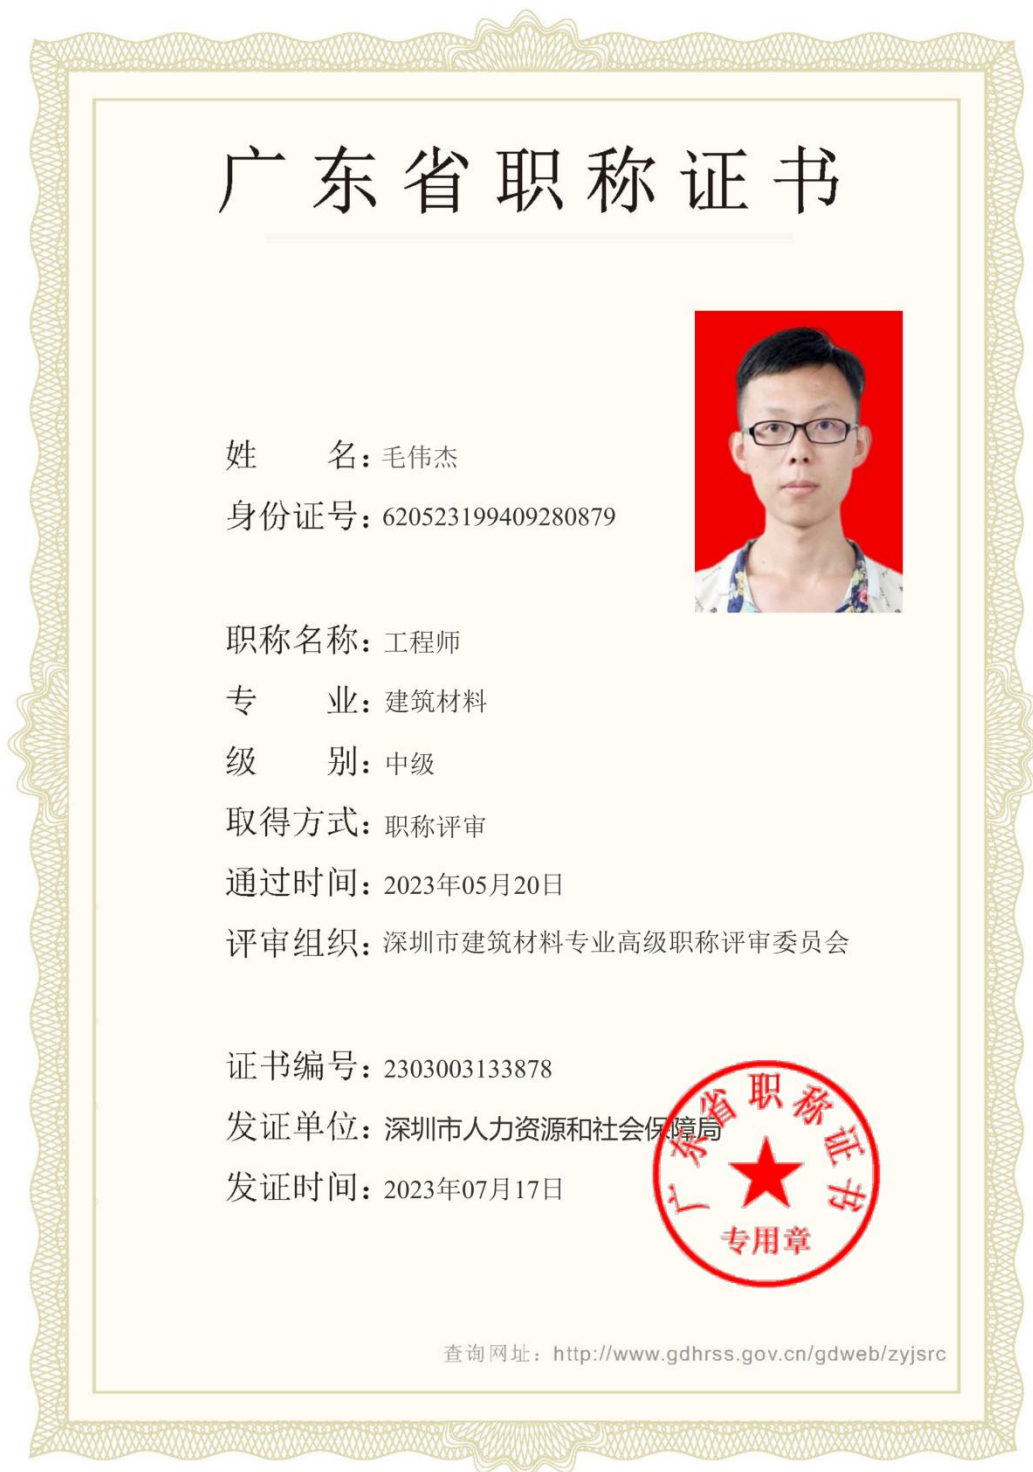 广东省职称证书
姓 名：毛伟杰
身份证号：620523199409280879
职称名称：工程师
专 业：建筑材料
级 别：中级
取得方式：职称评审
通过时间：2023年05月20日
评审组织：深圳市建筑材料专业高级职称评审委员会
证书编号：2303003133878
发证单位：深圳市人力资源和社会保障局
发证时间：2023年07月17日
广东省职称证书
专用章
查询网址：http://www.gdhrss.gov.cn/gdweb/zyjsrc